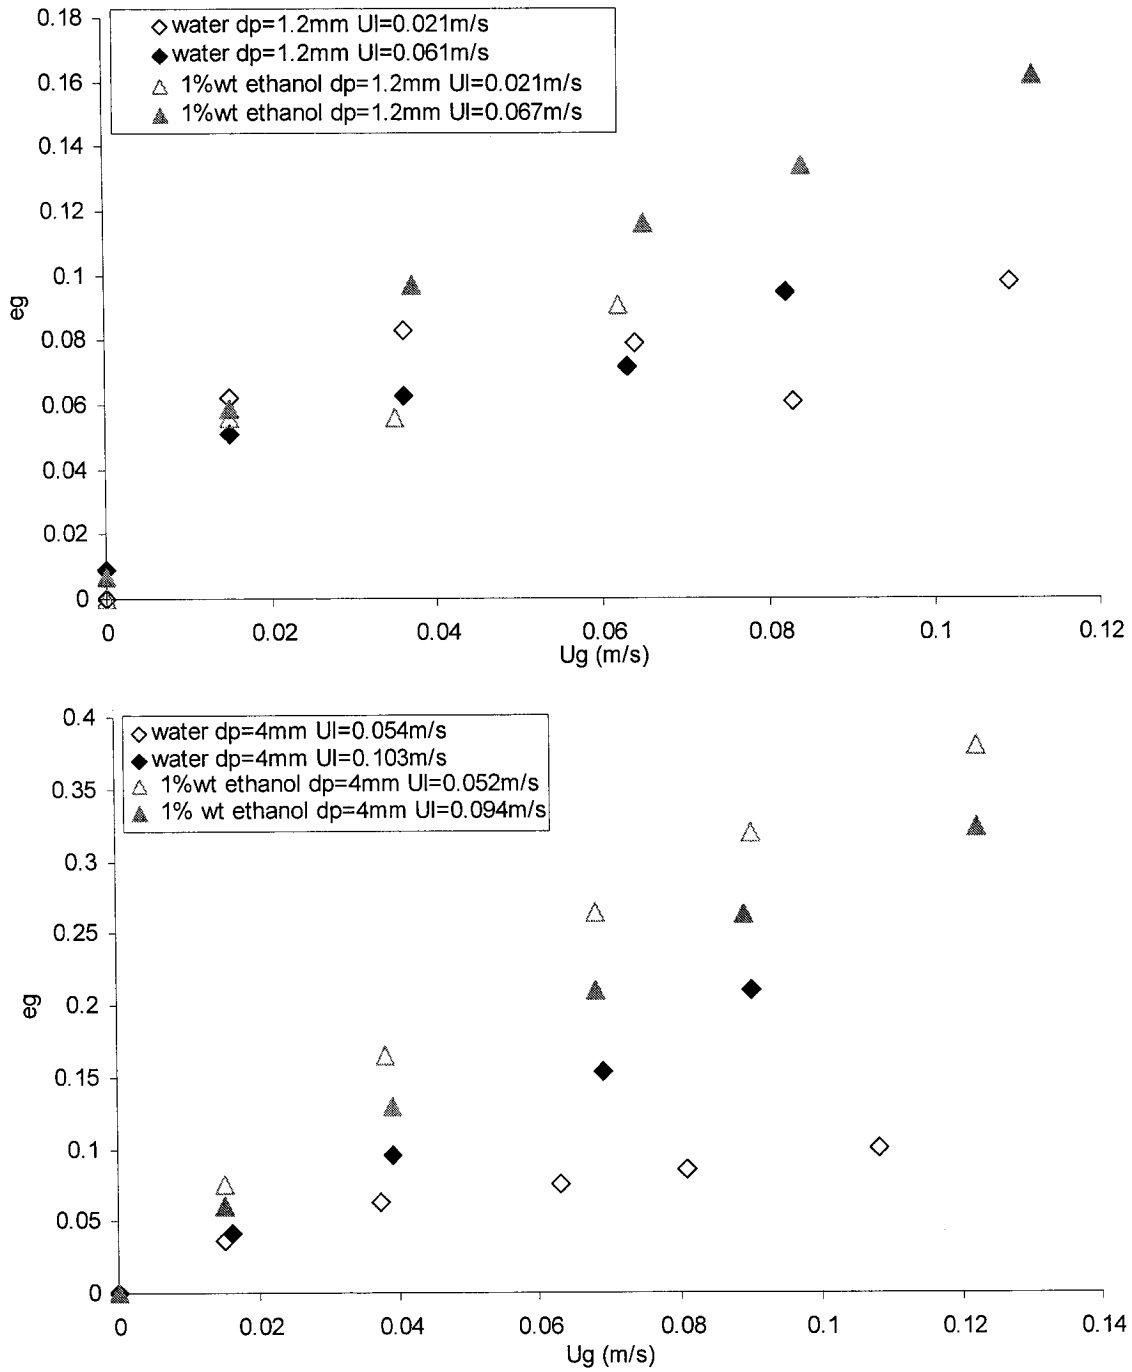 water dp=1.2mm Ul=0.021m/s
water dp=1.2mm Ul=0.061m/s
1%wt ethanol dp=1.2mm Ul=0.021m/s
1%wt ethanol dp=1.2mm Ul=0.067m/s
0.18
0.16
0.14
0.12
0.1
0.08
0.06
0.04
0.02
0
eg
0 0.02 0.04 0.06 0.08 0.1 0.12
Ug (m/s)
water dp=4mm Ul=0.054m/s
water dp=4mm Ul=0.103m/s
1%wt ethanol dp=4mm Ul=0.052m/s
1% wt ethanol dp=4mm Ul=0.094m/s
0.4
0.35
0.3
0.25
0.2
0.15
0.1
0.05
0
eg
0 0.02 0.04 0.06 0.08 0.1 0.12 0.14
Ug (m/s)